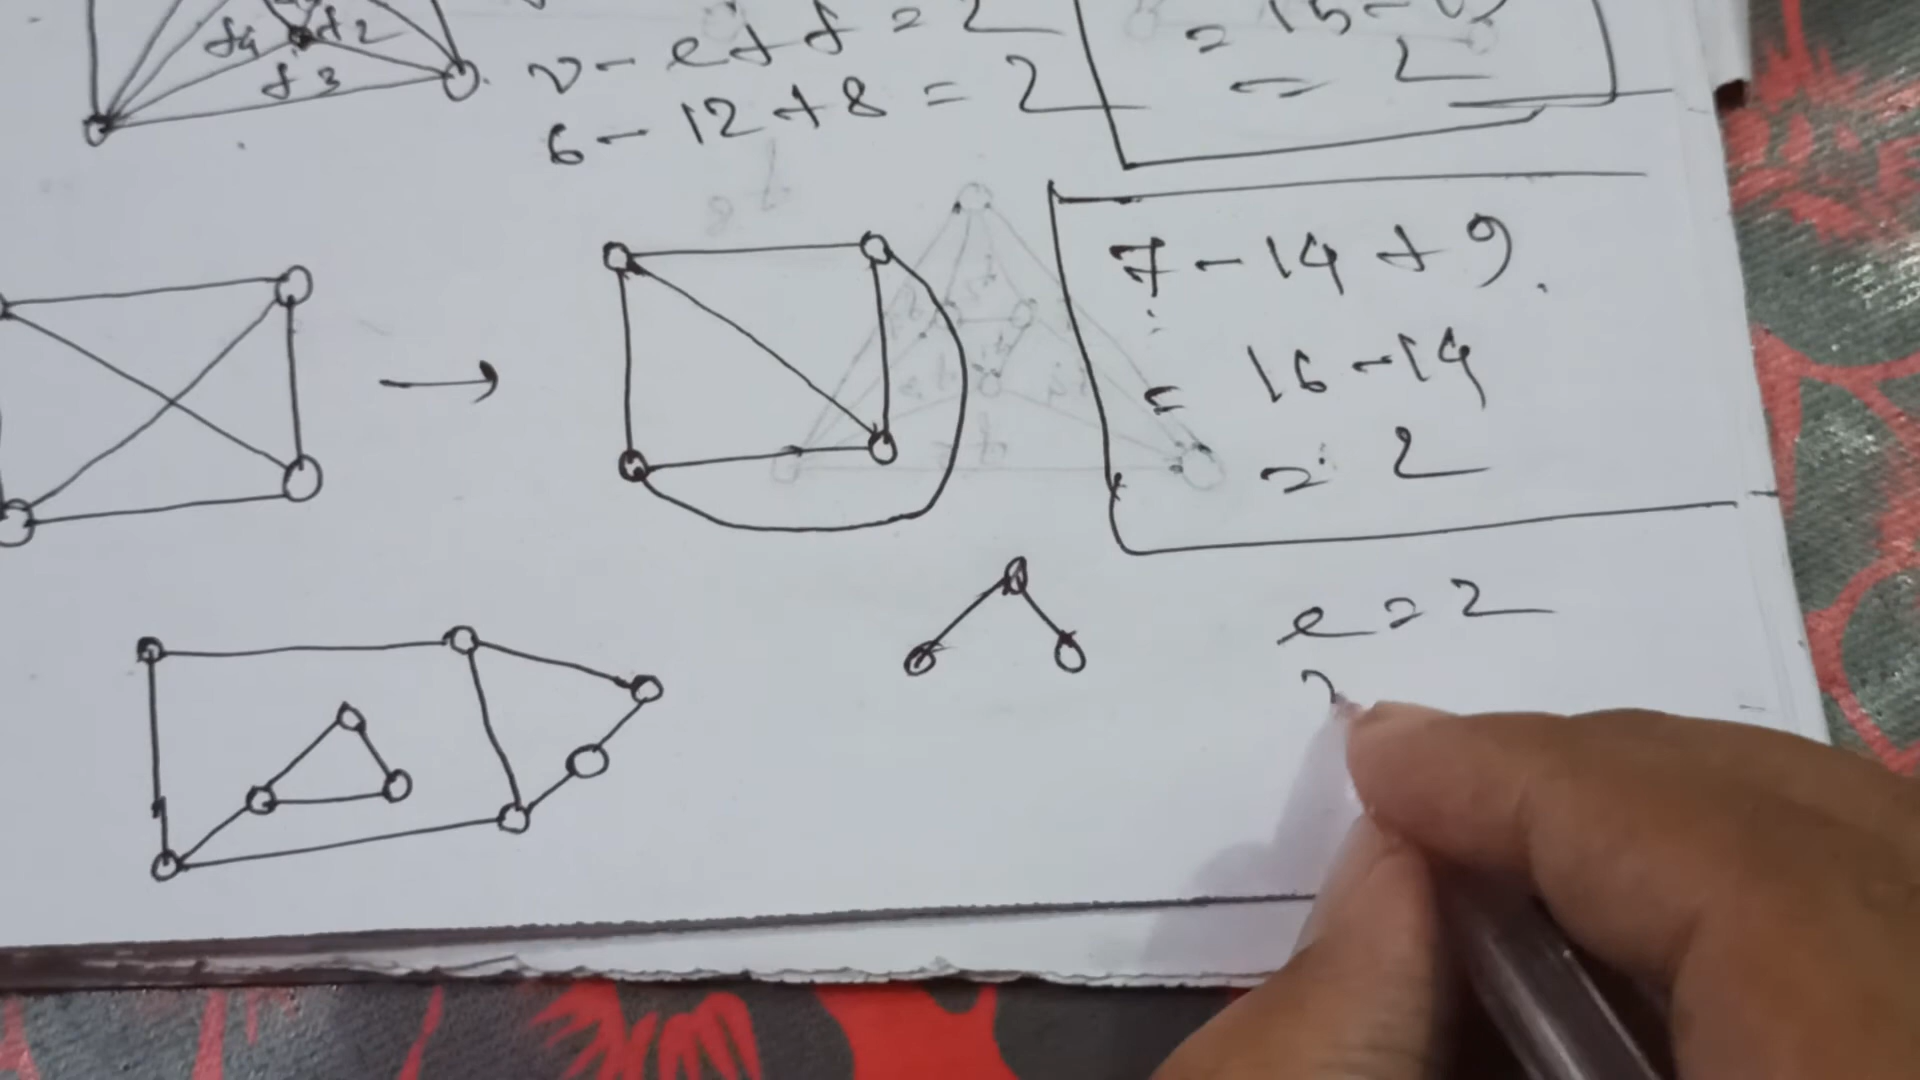 f4 f2
f3
v - e + f = 2
6 - 12 + 8 = 2
= 2
7 - 14 + 9
= 16 - 14
= 2
e = 2